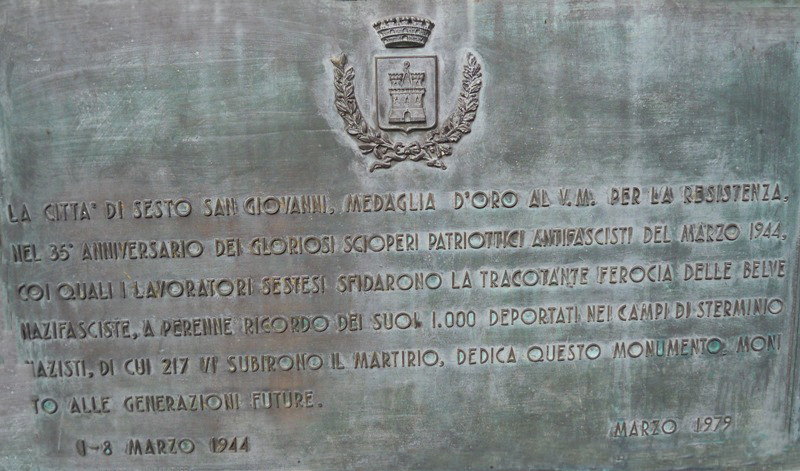 LA CITTA' DI SESTO SAN GIOVANNI, MEDAGLIA D'ORO AL V.M. PER LA RESISTENZA,
NEL 35° ANNIVERSARIO DEI GLORIOSI SCIOPERI PATRIOTTICI ANTIFASCISTI DEL MARZO 1944,
COI QUALI I LAVORATORI SESTESI SFIDARONO LA TRACOTANTE FEROCIA DELLE BELVE
NAZIFASCISTE, A PERENNE RICORDO DEI SUOI 1.000 DEPORTATI NEI CAMPI DI STERMINIO
NAZISTI, DI CUI 217 VI SUBIRONO IL MARTIRIO, DEDICA QUESTO MONUMENTO. MONI
TO ALLE GENERAZIONI FUTURE.
1-8 MARZO 1944
MARZO 1979